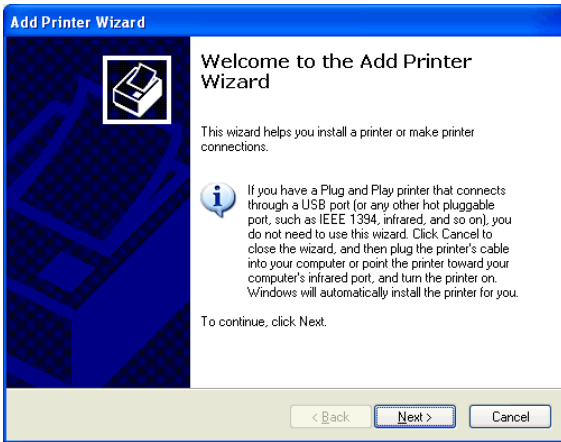 Add Printer Wizard
Welcome to the Add Printer
Wizard
This wizard helps you install a printer or make printer
connections.
If you have a Plug and Play printer that connects
through a USB port (or any other hot pluggable
port, such as IEEE 1394, infrared, and so on), you
do not need to use this wizard. Click Cancel to
close the wizard, and then plug the printer's cable
into your computer or point the printer toward your
computer's infrared port, and turn the printer on.
Windows will automatically install the printer for you.
To continue, click Next.
< Back
Next >
Cancel